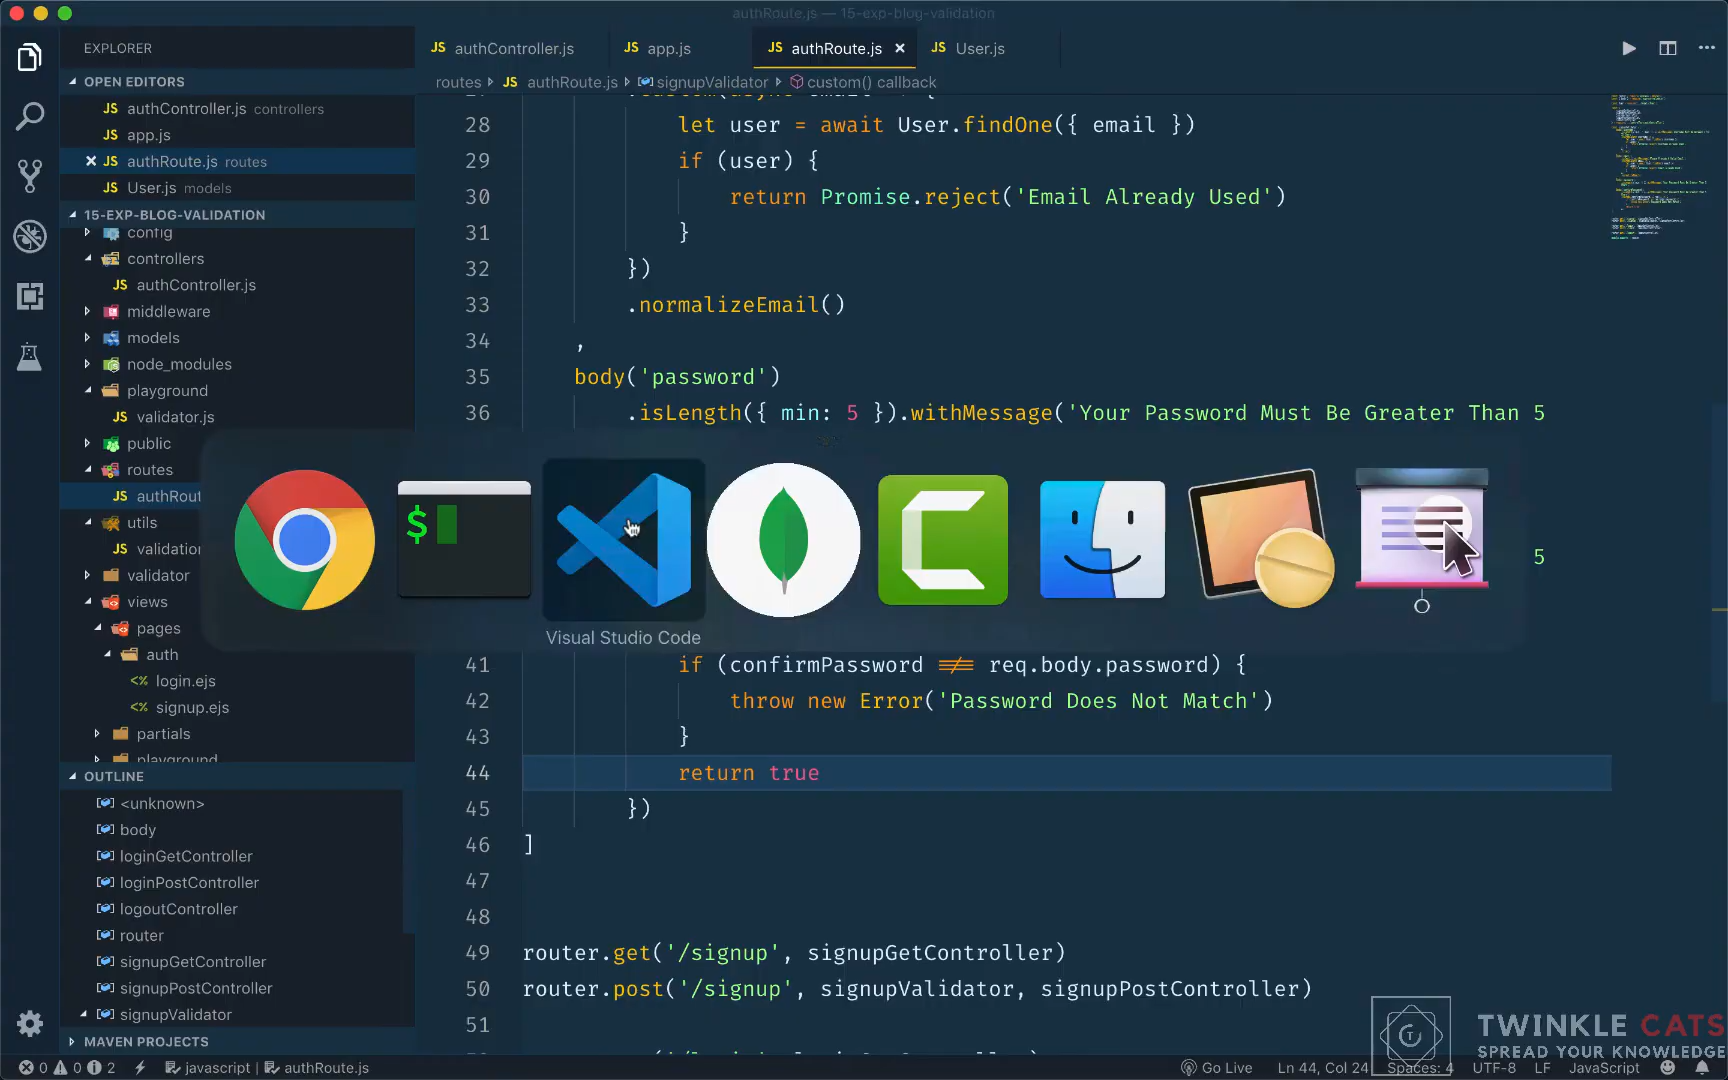 authRoute.js — 15-exp-blog-validation
EXPLORER
OPEN EDITORS
JS authController.js controllers
JS app.js
JS authRoute.js routes
JS User.js models
15-EXP-BLOG-VALIDATION
config
controllers
JS authController.js
middleware
models
node_modules
playground
JS validator.js
public
routes
JS authRout
utils
JS validation
validator
views
pages
auth
<% login.ejs
<% signup.ejs
partials
playground
OUTLINE
<unknown>
body
loginGetController
loginPostController
logoutController
router
signupGetController
signupPostController
signupValidator
MAVEN PROJECTS
JS authController.js
JS app.js
JS authRoute.js
JS User.js
routes JS authRoute.js signupValidator custom() callback
28 let user = await User.findOne({ email })
29 if (user) {
30 return Promise.reject('Email Already Used')
31 }
32 })
33 .normalizeEmail()
34 ,
35 body('password')
36 .isLength({ min: 5 }).withMessage('Your Password Must Be Greater Than 5
5
$
Visual Studio Code
41 if (confirmPassword !== req.body.password) {
42 throw new Error('Password Does Not Match')
43 }
44 return true
45 })
46 ]
47
48
49 router.get('/signup', signupGetController)
50 router.post('/signup', signupValidator, signupPostController)
51
TWINKLE CATS
SPREAD YOUR KNOWLEDGE
0 0 2 javascript authRoute.js Go Live Ln 44, Col 24 Spaces: 4 UTF-8 LF JavaScript